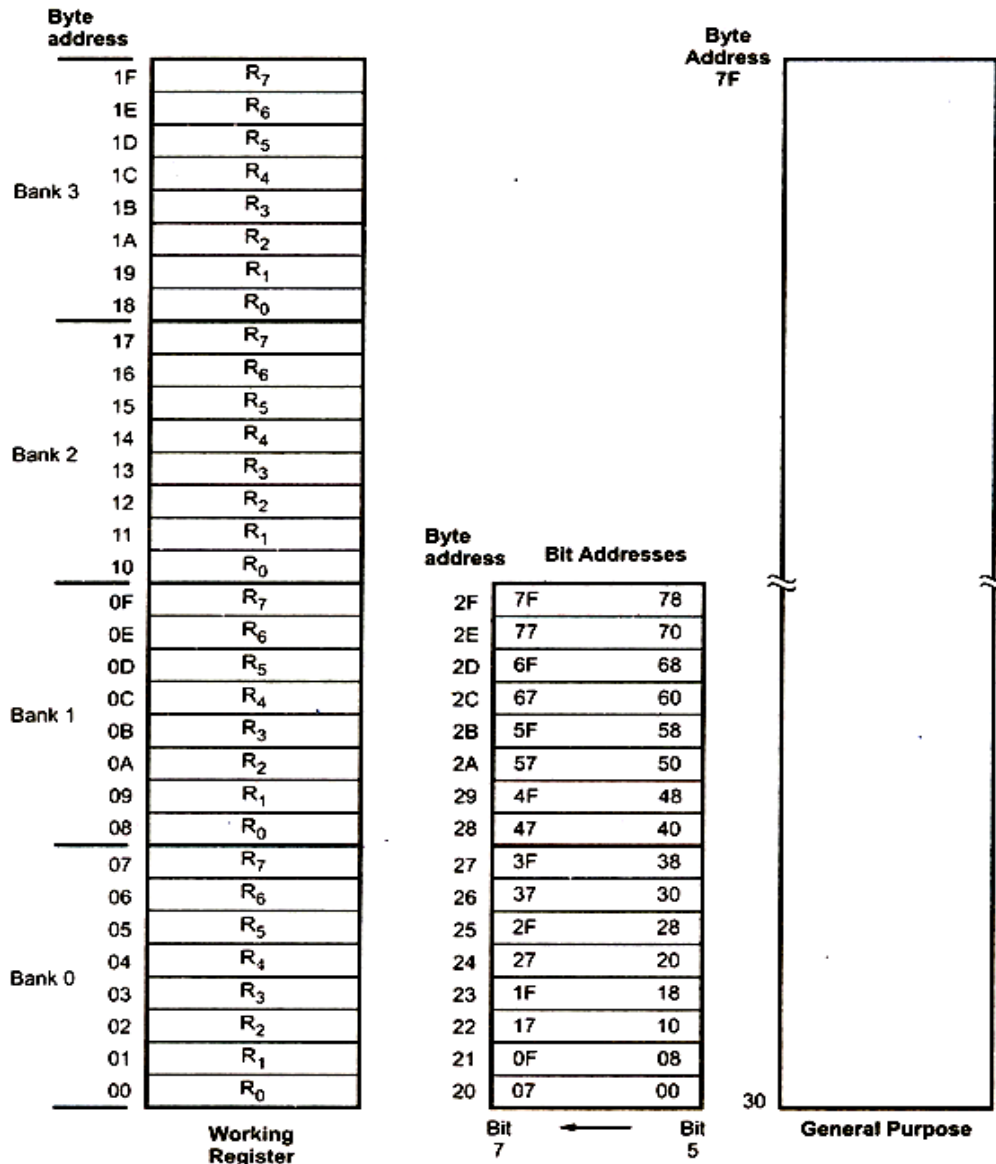 Byte
address
1F R7
1E R6
1D R5
1C R4
Bank 3
1B R3
1A R2
19 R1
18 R0
17 R7
16 R6
15 R5
14 R4
Bank 2
13 R3
12 R2
11 R1
10 R0
0F R7
0E R6
0D R5
0C R4
Bank 1
0B R3
0A R2
09 R1
08 R0
07 R7
06 R6
05 R5
04 R4
Bank 0
03 R3
02 R2
01 R1
00 R0
Working
Register
Byte
address
Bit Addresses
2F 7F 78
2E 77 70
2D 6F 68
2C 67 60
2B 5F 58
2A 57 50
29 4F 48
28 47 40
27 3F 38
26 37 30
25 2F 28
24 27 20
23 1F 18
22 17 10
21 0F 08
20 07 00
Bit Bit
7 5
Byte
Address
7F
30
General Purpose